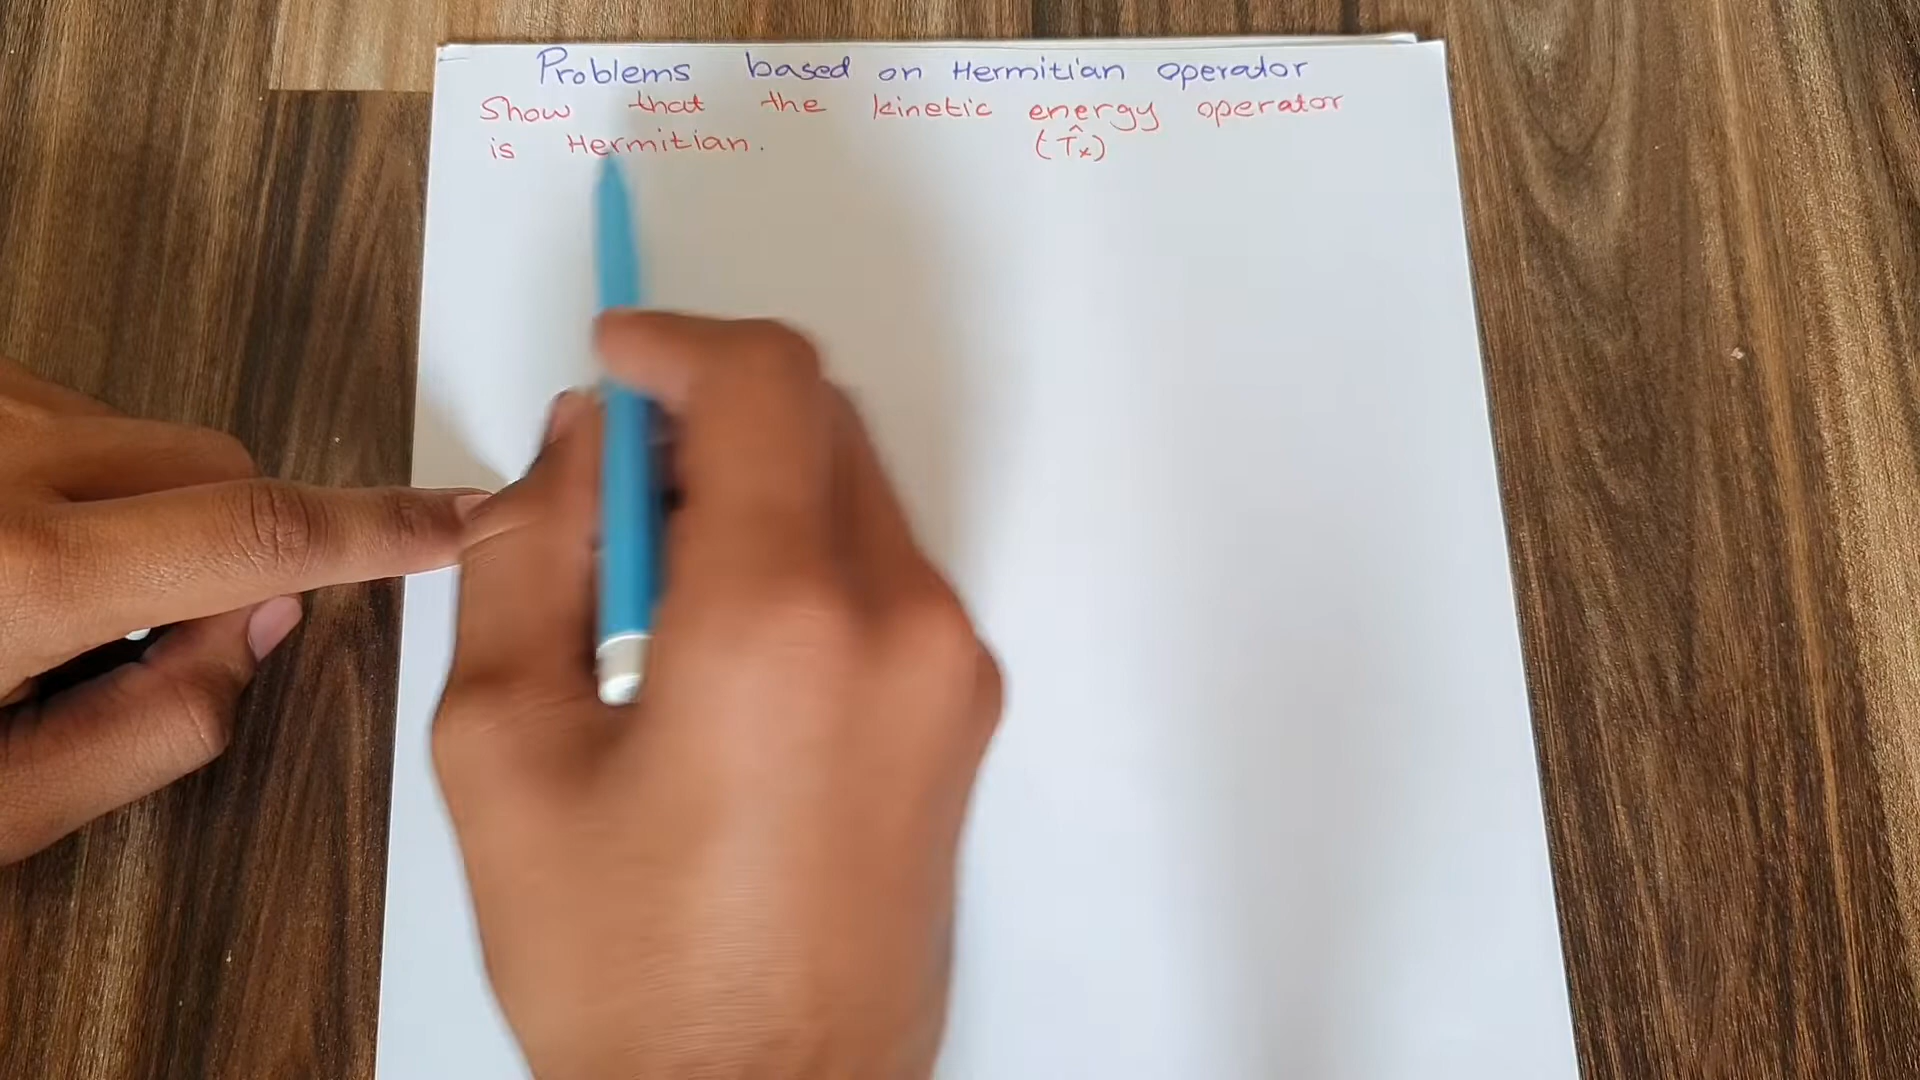 Problems based on Hermitian operator
Show that the kinetic energy operator
is Hermitian. (T̂ₓ)